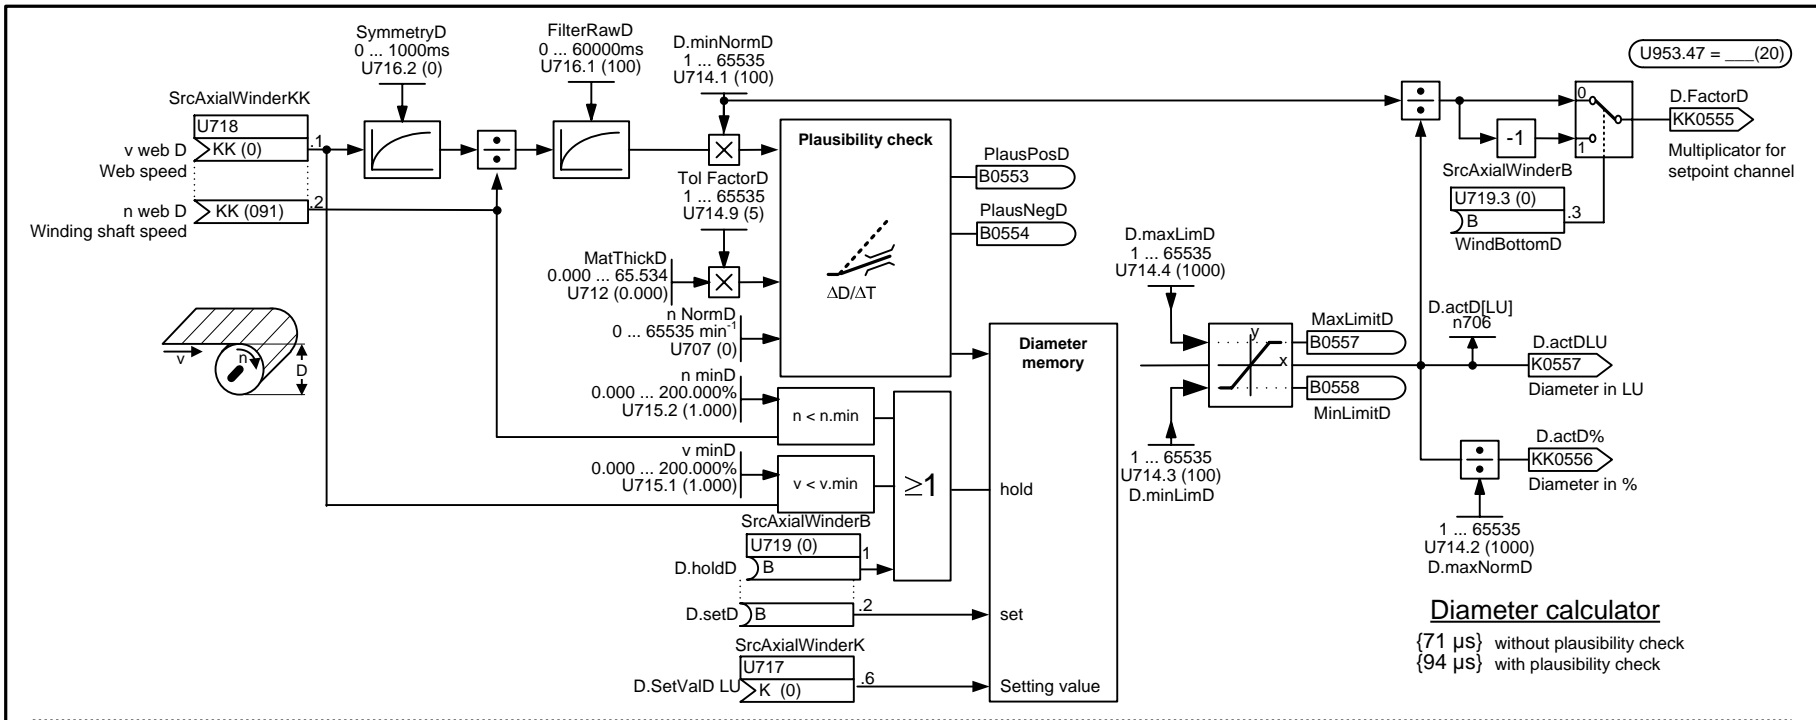 SymmetryD
0 ... 1000ms
U716.2 (0)
FilterRawD
0 ... 60000ms
U716.1 (100)
D.minNormD
1 ... 65535
U714.1 (100)
U953.47 = ___(20)
SrcAxialWinderKK
U718
KK (0)
.1
v web D
Web speed
KK (091)
.2
n web D
Winding shaft speed
Plausibility check
ΔD/ΔT
PlausPosD
B0553
PlausNegD
B0554
Tol FactorD
1 ... 65535
U714.9 (5)
MatThickD
0.000 ... 65.534
U712 (0.000)
n NormD
0 ... 65535 min⁻¹
U707 (0)
n minD
0.000 ... 200.000%
U715.2 (1.000)
n < n.min
v minD
0.000 ... 200.000%
U715.1 (1.000)
v < v.min
≥1
v
n
D
SrcAxialWinderB
U719 (0)
1
D.holdD
B
D.setD
B
.2
SrcAxialWinderK
U717
D.SetValD LU
K (0)
.6
Diameter
memory
hold
set
Setting value
D.maxLimD
1 ... 65535
U714.4 (1000)
y
x
1 ... 65535
U714.3 (100)
D.minLimD
MaxLimitD
B0557
B0558
MinLimitD
0
1
-1
D.FactorD
KK0555
Multiplicator for
setpoint channel
SrcAxialWinderB
U719.3 (0)
B
.3
WindBottomD
D.actD[LU]
n706
D.actDLU
K0557
Diameter in LU
D.actD%
KK0556
Diameter in %
1 ... 65535
U714.2 (1000)
D.maxNormD
Diameter calculator
{71 µs} without plausibility check
{94 µs} with plausibility check